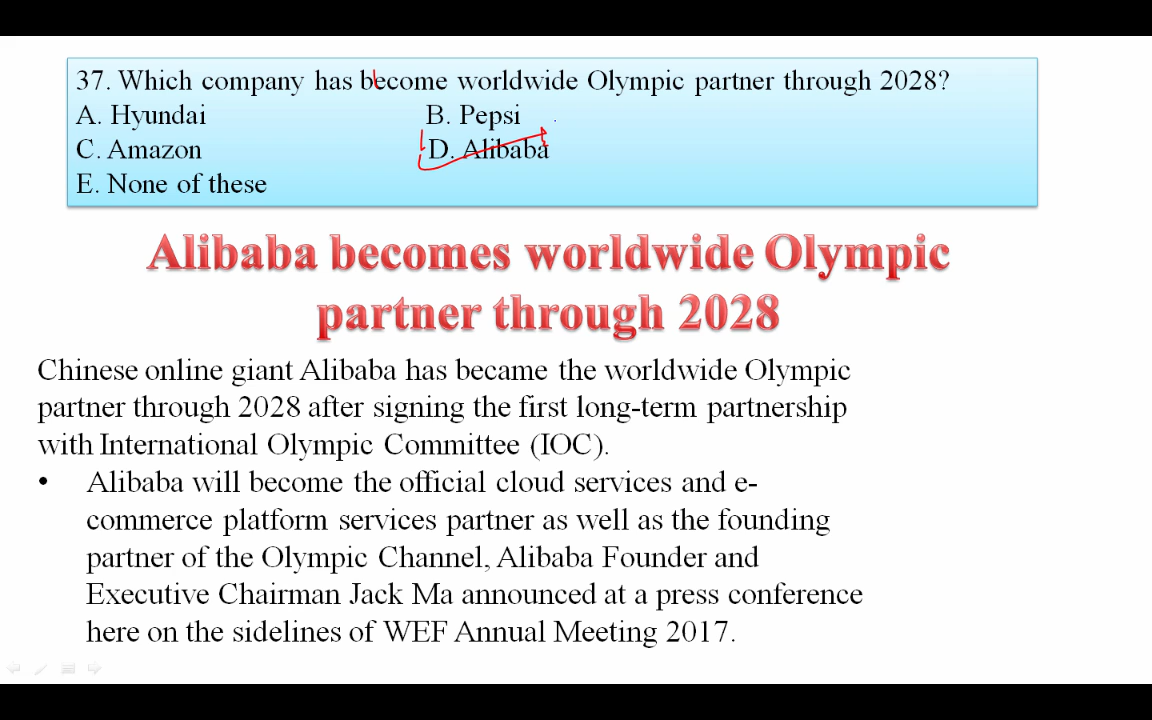 37. Which company has become worldwide Olympic partner through 2028?
A. Hyundai B. Pepsi
C. Amazon D. Alibaba
E. None of these
Alibaba becomes worldwide Olympic
partner through 2028
Chinese online giant Alibaba has became the worldwide Olympic
partner through 2028 after signing the first long-term partnership
with International Olympic Committee (IOC).
• Alibaba will become the official cloud services and e-
commerce platform services partner as well as the founding
partner of the Olympic Channel, Alibaba Founder and
Executive Chairman Jack Ma announced at a press conference
here on the sidelines of WEF Annual Meeting 2017.